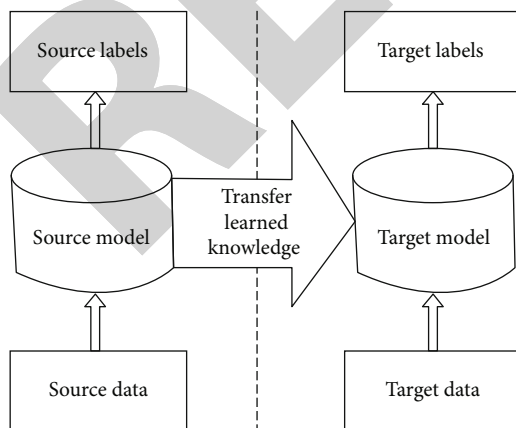 Source labels
Target labels
Source model
Transfer
learned
knowledge
Target model
Source data
Target data